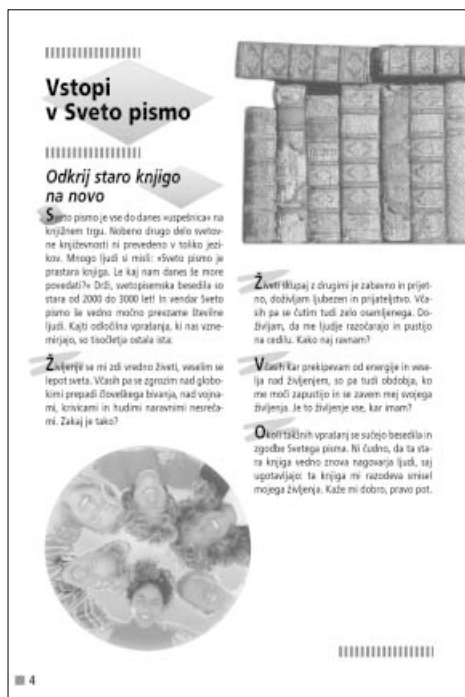 Vstopi
v Sveto pismo
Odkrij staro knjigo
na novo
Sveto pismo je vse do danes »uspešnica« na
knjižnem trgu. Nobeno drugo delo svetov-
ne književnosti ni prevedeno v toliko jezi-
kov. Mnogo ljudi si misli: »Sveto pismo je
prastara knjiga. Le kaj nam danes še more
povedati?« Drži, svetopisemska besedila so
stara od 2000 do 3000 let! In vendar Sveto
pismo še vedno močno prevzame številne
ljudi. Kajti odločilna vprašanja, ki nas vzne-
mirjajo, so tisočletja ostala ista:
Življenje se mi zdi vredno živeti, veselim se
lepot sveta. Včasih pa se zgrozim nad globo-
kimi prepadi človeškega bivanja, nad vojna-
mi, krivicami in hudimi naravnimi nesreča-
mi. Zakaj je tako?
Živeti skupaj z drugimi je zabavno in prijet-
no, doživljam ljubezen in prijateljstvo. Vča-
sih pa se čutim tudi zelo osamljenega. Do-
življam, da me ljudje razočarajo in pustijo
na cedilu. Kako naj ravnam?
Včasih kar prekipevam od energije in vese-
lja nad življenjem, so pa tudi obdobja, ko
me moči zapustijo in se zavem mej svojega
življenja. Je to življenje vse, kar imam?
Okoli takšnih vprašanj se sučejo besedila in
zgodbe Svetega pisma. Ni čudno, da ta sta-
ra knjiga vedno znova nagovarja ljudi, saj
ugotavljajo: ta knjiga mi razodeva smisel
mojega življenja. Kaže mi dobro, pravo pot.
4